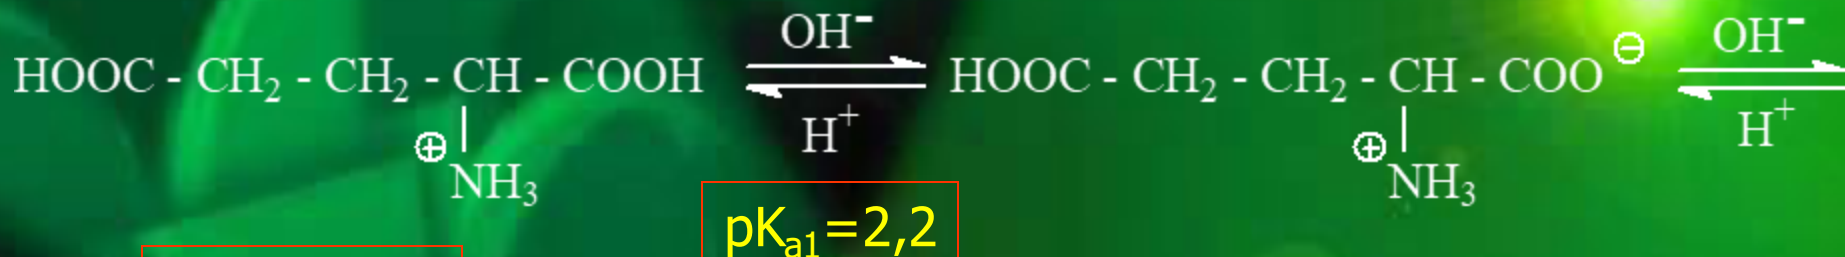 OH⁻ OH⁻
HOOC - CH₂ - CH₂ - CH - COOH HOOC - CH₂ - CH₂ - CH - COO⊖
H⁺ H⁺
⊕ | ⊕ |
NH₃ NH₃
pKₐ₁=2,2